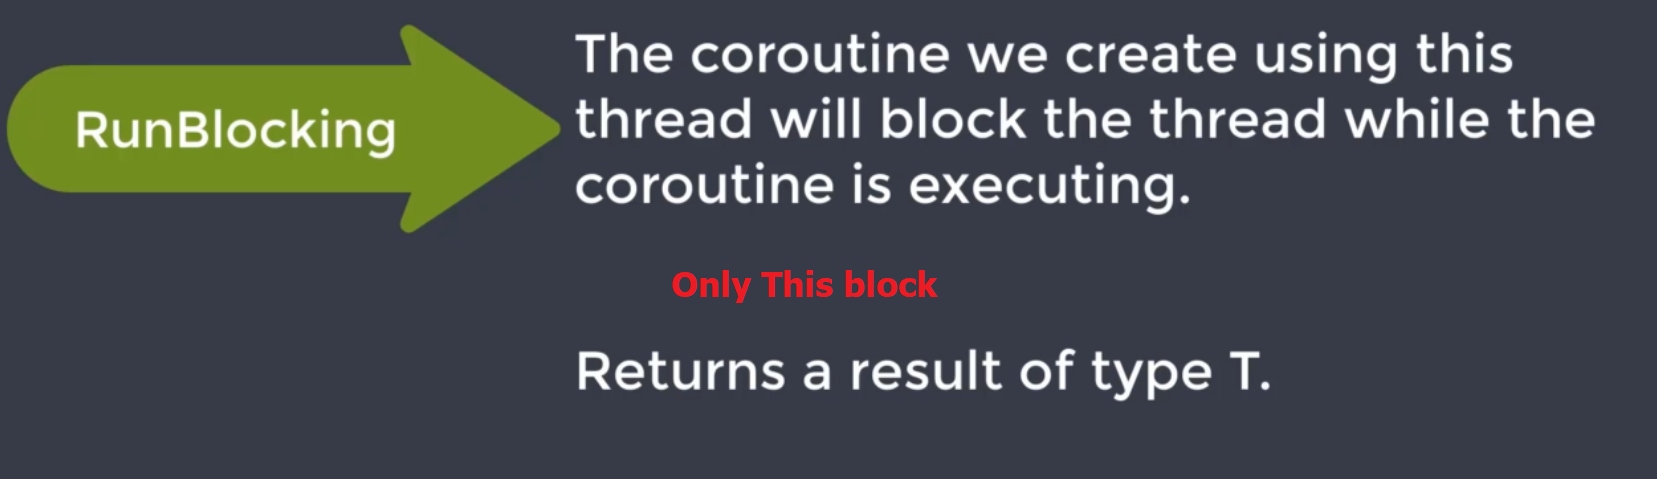 RunBlocking
The coroutine we create using this
thread will block the thread while the
coroutine is executing.
Only This block
Returns a result of type T.